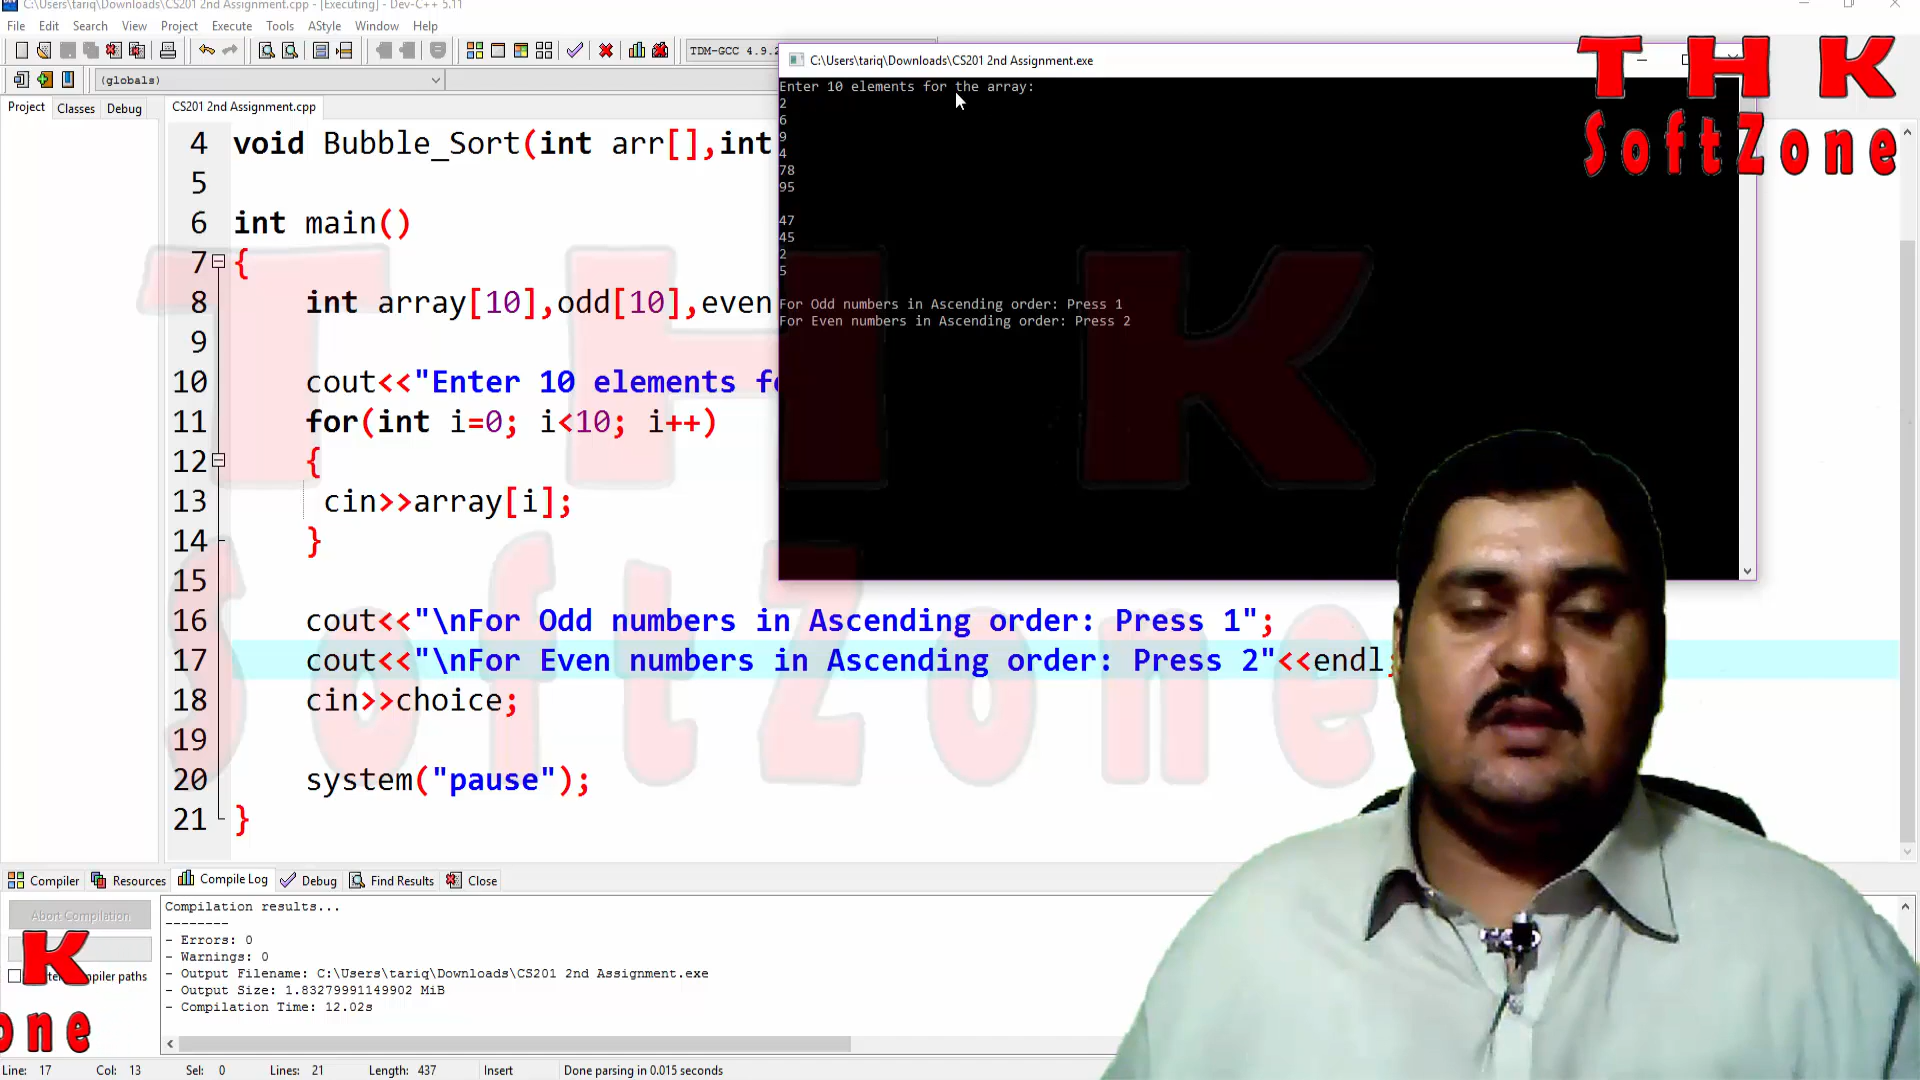 C:\Users\tariq\Downloads\CS201 2nd Assignment.cpp - [Executing] - Dev-C++ 5.11
File Edit Search View Project Execute Tools AStyle Window Help
TDM-GCC 4.9.2
(globals)
Project Classes Debug
CS201 2nd Assignment.cpp
4 void Bubble_Sort(int arr[],int
5
6 int main()
7 {
8 int array[10],odd[10],even
9
10 cout<<"Enter 10 elements fo
11 for(int i=0; i<10; i++)
12 {
13 cin>>array[i];
14 }
15
16 cout<<"\nFor Odd numbers in Ascending order: Press 1";
17 cout<<"\nFor Even numbers in Ascending order: Press 2"<<endl;
18 cin>>choice;
19
20 system("pause");
21 }
C:\Users\tariq\Downloads\CS201 2nd Assignment.exe
Enter 10 elements for the array:
2
6
9
4
78
95
47
45
2
5
For Odd numbers in Ascending order: Press 1
For Even numbers in Ascending order: Press 2
T H K
SoftZone
T H K
SoftZone
Compiler Resources Compile Log Debug Find Results Close
Abort Compilation
Compilation results...
--------
- Errors: 0
- Warnings: 0
- Output Filename: C:\Users\tariq\Downloads\CS201 2nd Assignment.exe
- Output Size: 1.83279991149902 MiB
- Compilation Time: 12.02s
K
one
compiler paths
Line: 17 Col: 13 Sel: 0 Lines: 21 Length: 437 Insert Done parsing in 0.015 seconds